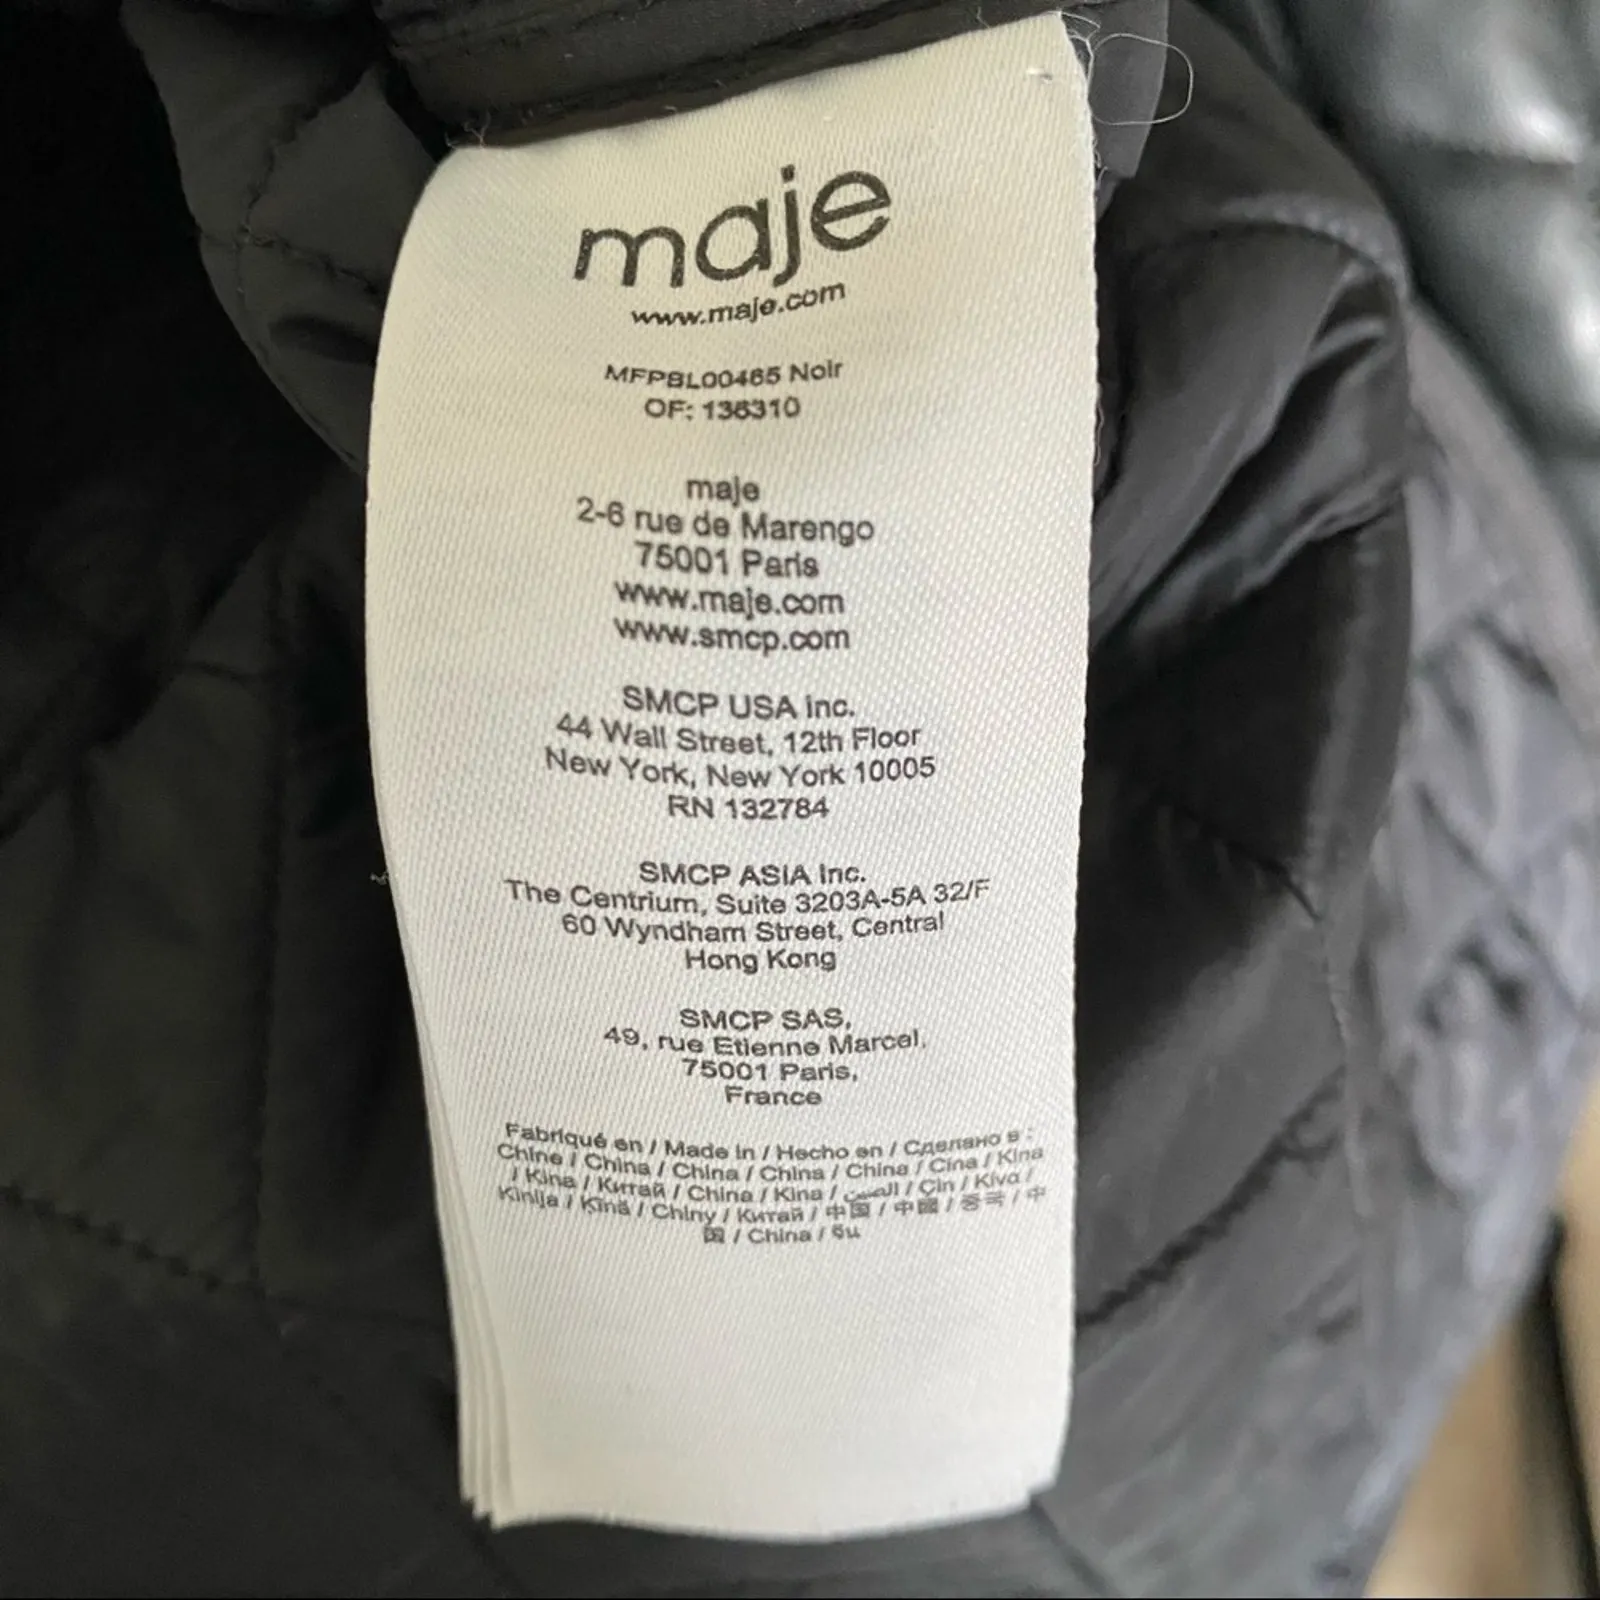 maje
www.maje.com
MFPBL00465 Noir
OF: 136310
maje
2-6 rue de Marengo
75001 Paris
www.maje.com
www.smcp.com
SMCP USA Inc.
44 Wall Street, 12th Floor
New York, New York 10005
RN 132784
SMCP ASIA Inc.
The Centrium, Suite 3203A-5A 32/F
60 Wyndham Street, Central
Hong Kong
SMCP SAS,
49, rue Etienne Marcel,
75001 Paris,
France
Fabriqué en / Made in / Hecho en / Сделано в :
Chine / China / China / China / China / Cina / Kina
/ Kina / Китай / China / Kina / الصين / Çin / Kiva /
Kinija / Ķīnā / Chiny / Китай / 中国 / 中國 / 중국 / 中
国 / China / จีน